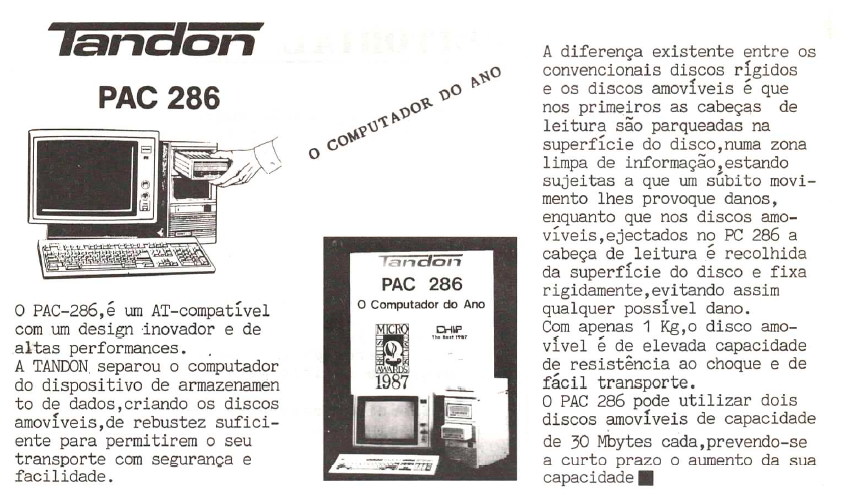 Tandon
PAC 286
O PAC-286,é um AT-compatível
com um design inovador e de
altas performances.
A TANDON separou o computador
do dispositivo de armazenamen
to de dados,criando os discos
amovíveis,de rebustez sufici-
ente para permitirem o seu
transporte com segurança e
facilidade.
O COMPUTADOR DO ANO
Tandon
PAC 286
O Computador do Ano
MICRO
AWARDS
1987
CHIP
The Best 1987
A diferença existente entre os
convencionais discos rígidos
e os discos amovíveis é que
nos primeiros as cabeças de
leitura são parqueadas na
superfície do disco,numa zona
limpa de informação,estando
sujeitas a que um súbito movi-
mento lhes provoque danos,
enquanto que nos discos amo-
víveis,ejectados no PC 286 a
cabeça de leitura é recolhida
da superfície do disco e fixa
rigidamente,evitando assim
qualquer possível dano.
Com apenas 1 Kg,o disco amo-
vível é de elevada capacidade
de resistência ao choque e de
fácil transporte.
O PAC 286 pode utilizar dois
discos amovíveis de capacidade
de 30 Mbytes cada,prevendo-se
a curto prazo o aumento da sua
capacidade